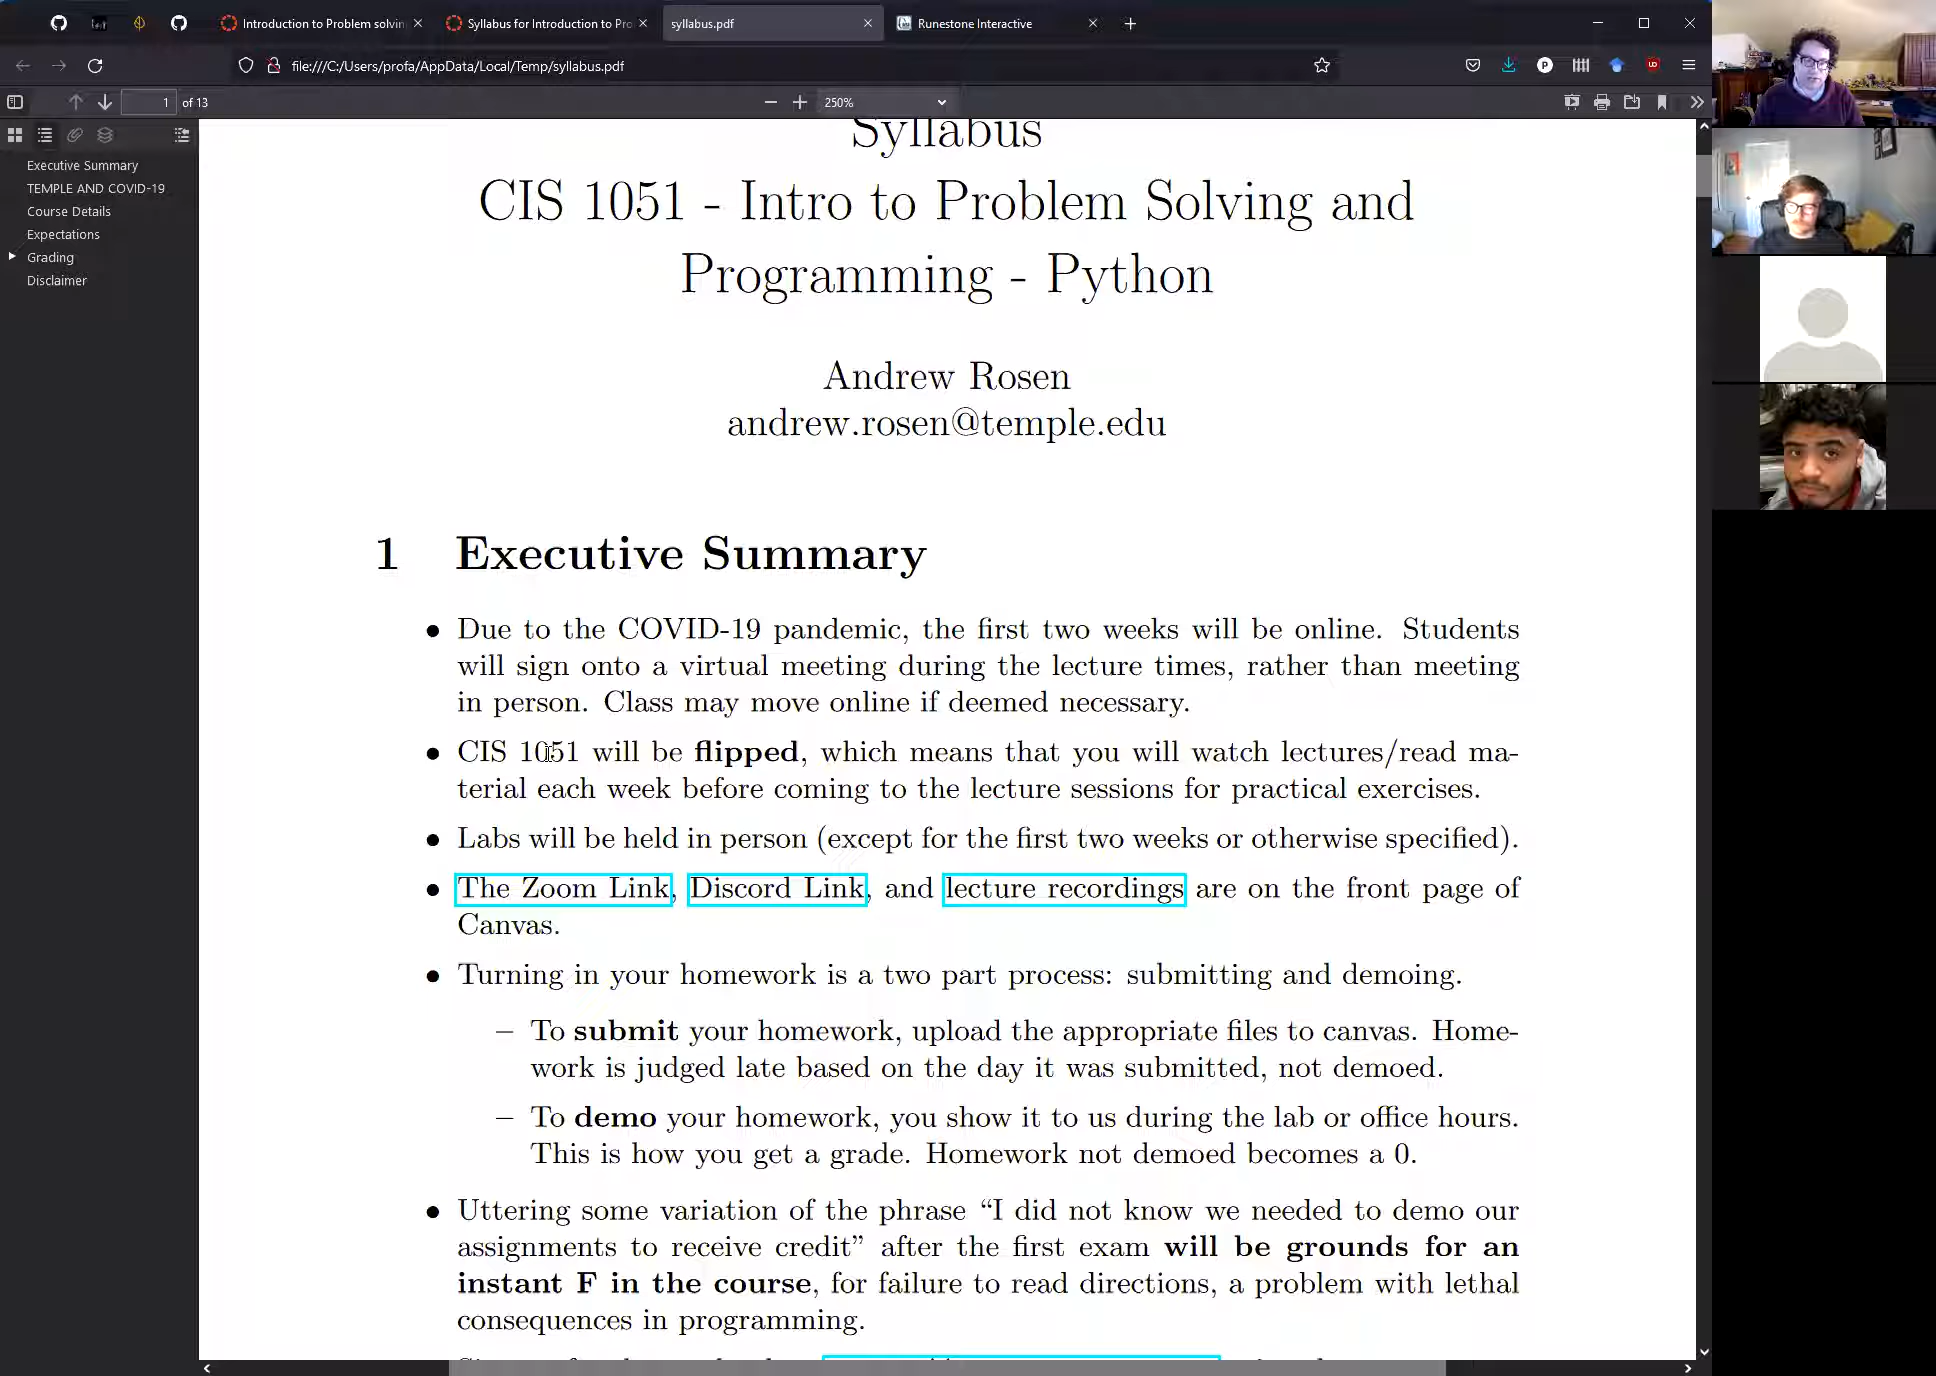 Introduction to Problem solvin
Syllabus for Introduction to Pro
syllabus.pdf
Runestone Interactive
file:///C:/Users/profa/AppData/Local/Temp/syllabus.pdf
1 of 13
250%
Executive Summary
TEMPLE AND COVID-19
Course Details
Expectations
Grading
Disclaimer
Syllabus
CIS 1051 - Intro to Problem Solving and
Programming - Python
Andrew Rosen
andrew.rosen@temple.edu
1 Executive Summary
• Due to the COVID-19 pandemic, the first two weeks will be online. Students
will sign onto a virtual meeting during the lecture times, rather than meeting
in person. Class may move online if deemed necessary.
• CIS 1051 will be flipped, which means that you will watch lectures/read ma-
terial each week before coming to the lecture sessions for practical exercises.
• Labs will be held in person (except for the first two weeks or otherwise specified).
• The Zoom Link, Discord Link, and lecture recordings are on the front page of
Canvas.
• Turning in your homework is a two part process: submitting and demoing.
– To submit your homework, upload the appropriate files to canvas. Home-
work is judged late based on the day it was submitted, not demoed.
– To demo your homework, you show it to us during the lab or office hours.
This is how you get a grade. Homework not demoed becomes a 0.
• Uttering some variation of the phrase “I did not know we needed to demo our
assignments to receive credit” after the first exam will be grounds for an
instant F in the course, for failure to read directions, a problem with lethal
consequences in programming.